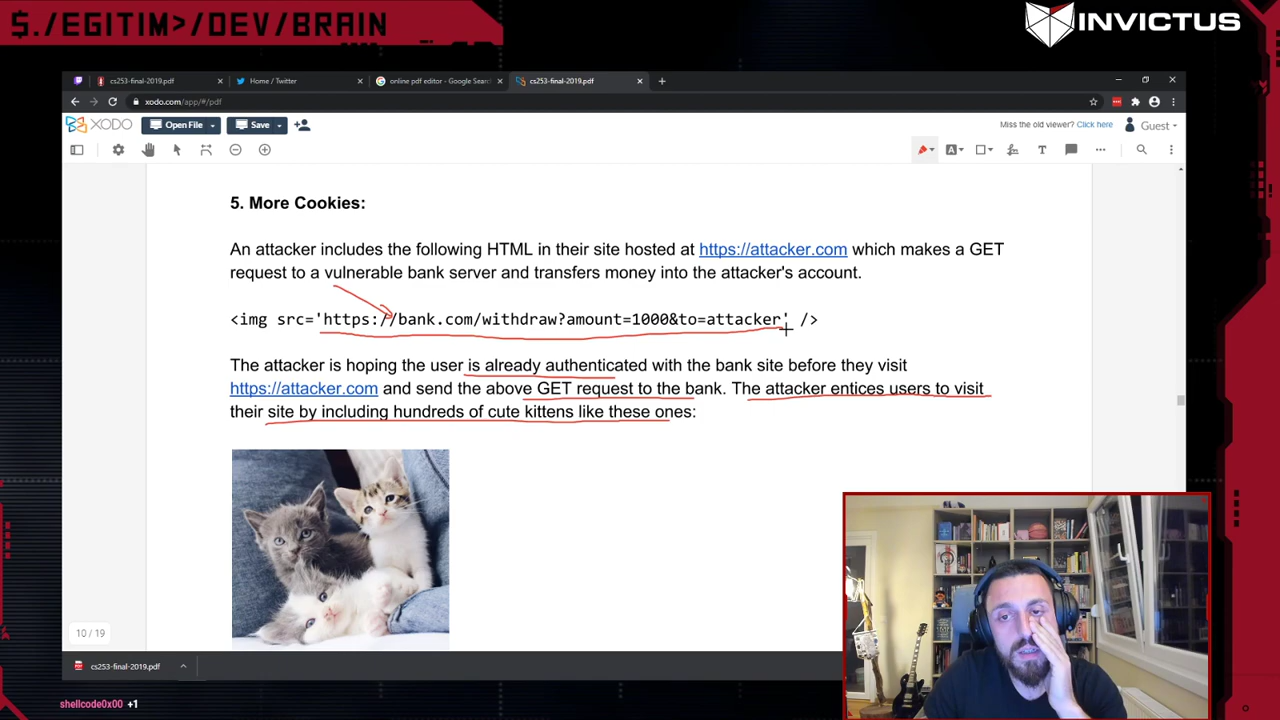 $./EGITIM>/DEV/BRAIN
INVICTUS
cs253-final-2019.pdf
Home / Twitter
online pdf editor - Google Sear
cs253-final-2019.pdf
xodo.com/app/#/pdf
XODO
Open File
Save
Miss the old viewer? Click here
Guest
5. More Cookies:
An attacker includes the following HTML in their site hosted at https://attacker.com which makes a GET
request to a vulnerable bank server and transfers money into the attacker's account.
<img src='https://bank.com/withdraw?amount=1000&to=attacker' />
The attacker is hoping the user is already authenticated with the bank site before they visit
https://attacker.com and send the above GET request to the bank. The attacker entices users to visit
their site by including hundreds of cute kittens like these ones:
10 / 19
cs253-final-2019.pdf
shellcode0x00 +1